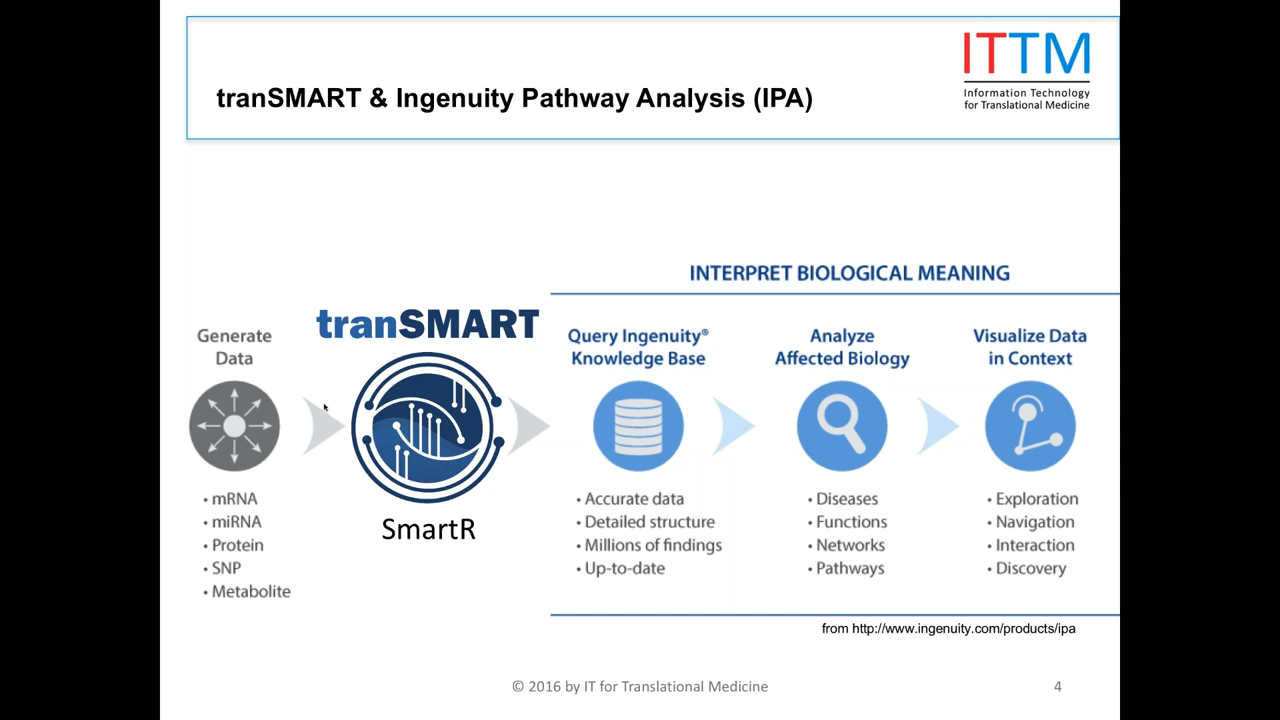 tranSMART & Ingenuity Pathway Analysis (IPA)
ITTM
Information Technology
for Translational Medicine
INTERPRET BIOLOGICAL MEANING
Generate
Data
• mRNA
• miRNA
• Protein
• SNP
• Metabolite
tranSMART
SmartR
Query Ingenuity®
Knowledge Base
• Accurate data
• Detailed structure
• Millions of findings
• Up-to-date
Analyze
Affected Biology
• Diseases
• Functions
• Networks
• Pathways
Visualize Data
in Context
• Exploration
• Navigation
• Interaction
• Discovery
from http://www.ingenuity.com/products/ipa
© 2016 by IT for Translational Medicine
4